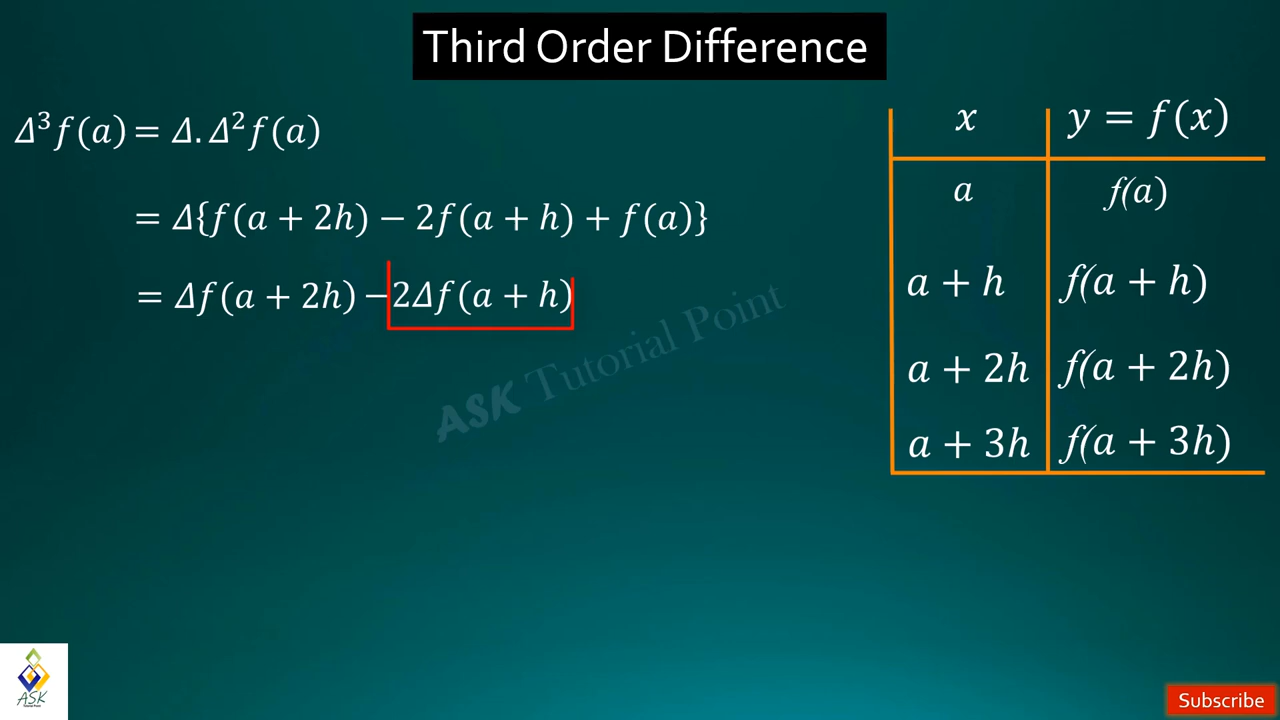 Third Order Difference
Δ³f(a) = Δ.Δ²f(a)
= Δ{f(a + 2h) − 2f(a + h) + f(a)}
= Δf(a + 2h) −2Δf(a + h)
x y = f(x)
a f(a)
a + h f(a + h)
a + 2h f(a + 2h)
a + 3h f(a + 3h)
ASK Tutorial Point
ASK
Subscribe